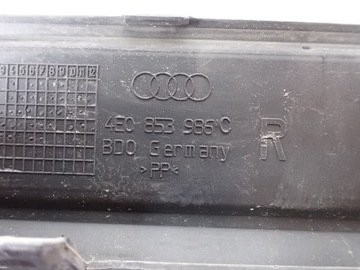 4E0 853 986 C
BDO Germany
>PP<
R